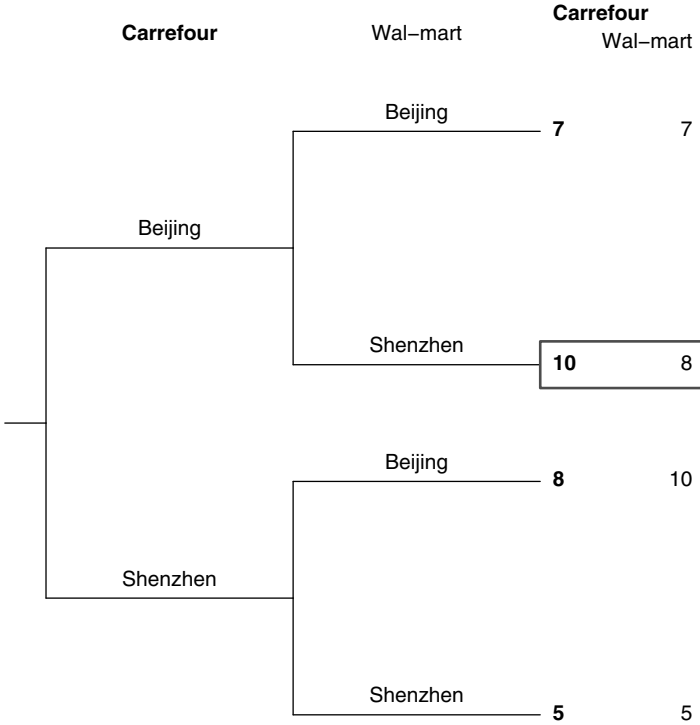 Carrefour
Carrefour Wal−mart
Wal−mart
Beijing
7 7
Beijing
Shenzhen
10 8
Beijing
8 10
Shenzhen
Shenzhen
5 5